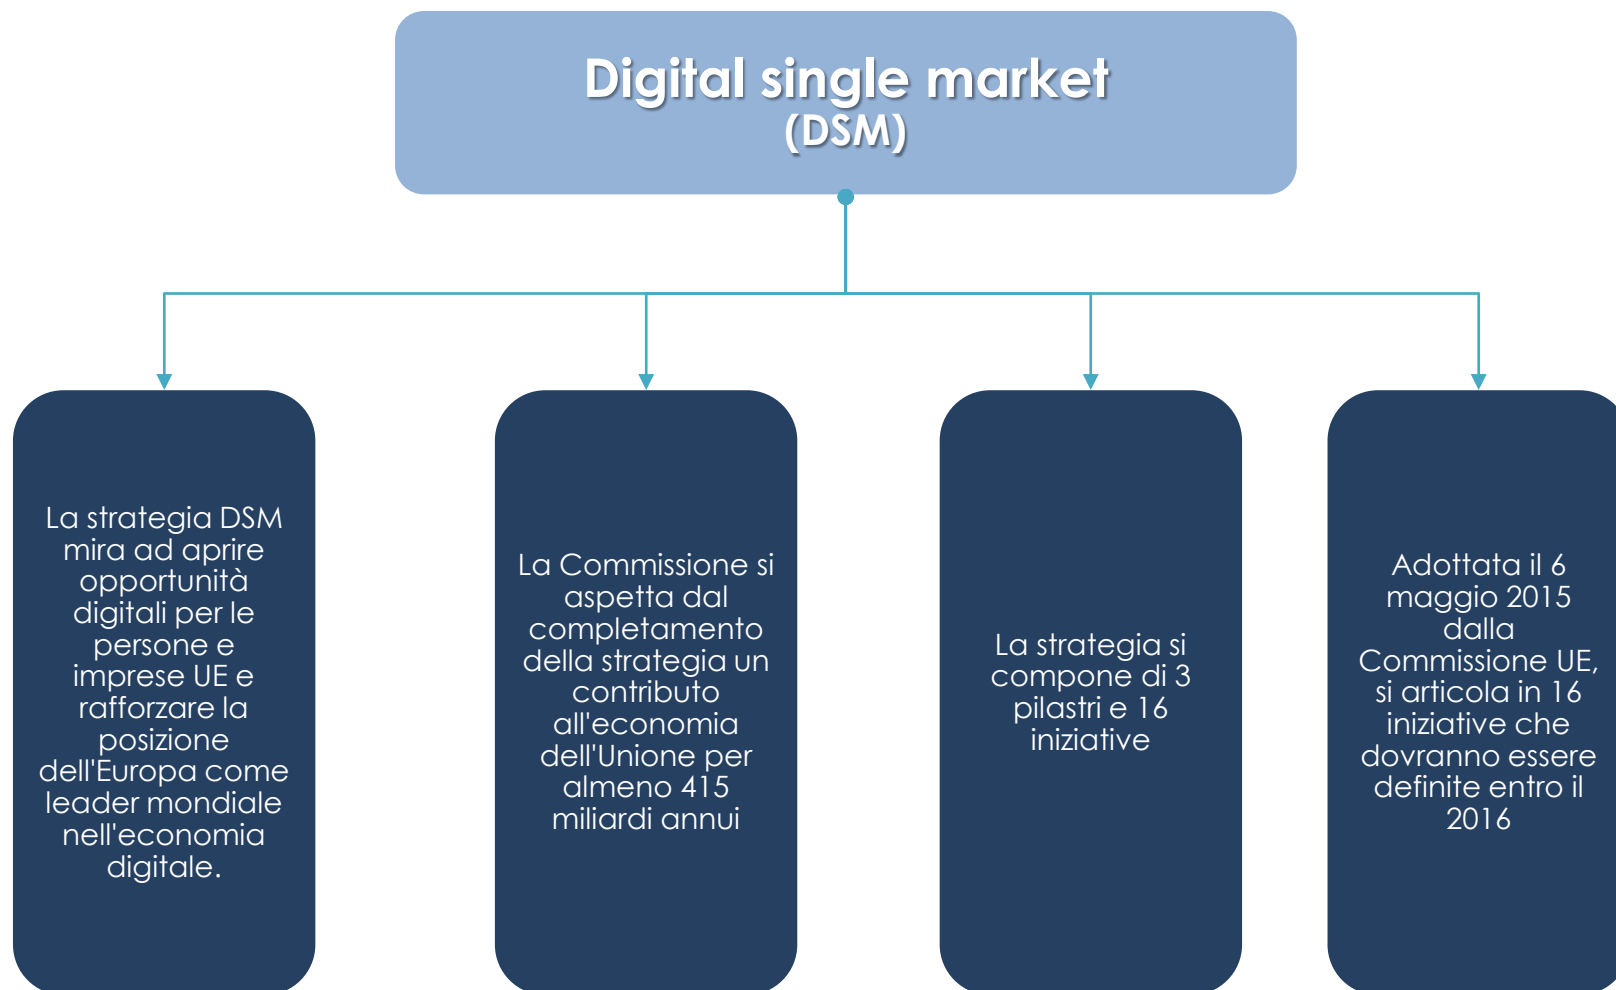 Digital single market
(DSM)
La strategia DSM
mira ad aprire
opportunità
digitali per le
persone e
imprese UE e
rafforzare la
posizione
dell'Europa come
leader mondiale
nell'economia
digitale.
La Commissione si
aspetta dal
completamento
della strategia un
contributo
all'economia
dell'Unione per
almeno 415
miliardi annui
La strategia si
compone di 3
pilastri e 16
iniziative
Adottata il 6
maggio 2015
dalla
Commissione UE,
si articola in 16
iniziative che
dovranno essere
definite entro il
2016